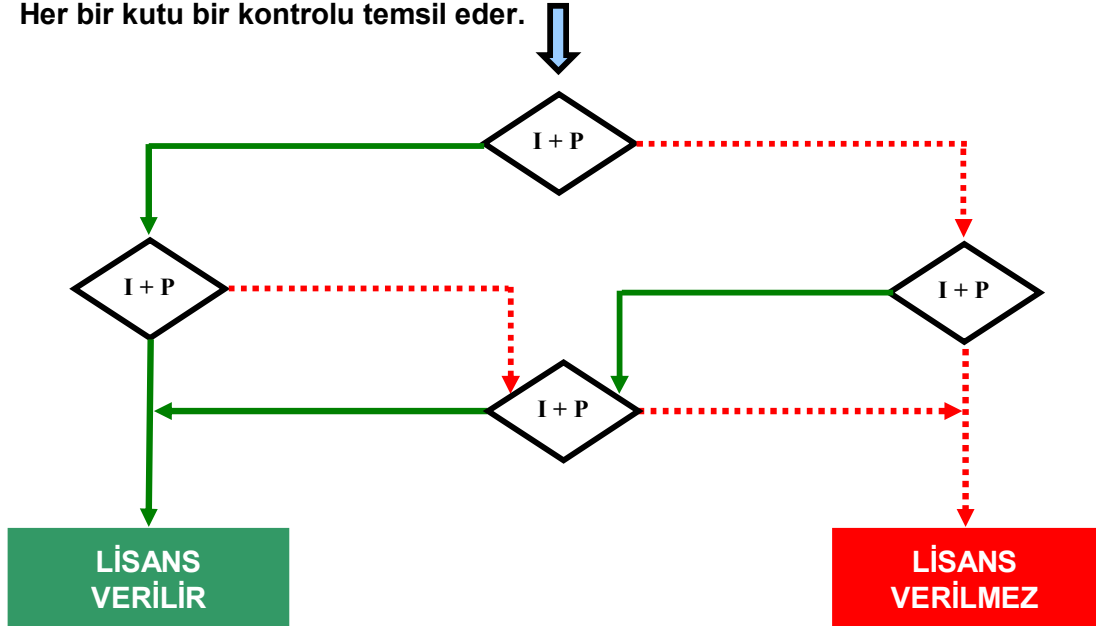 Her bir kutu bir kontrolu temsil eder.
I + P
I + P
I + P
I + P
LİSANS
VERİLİR
LİSANS
VERİLMEZ